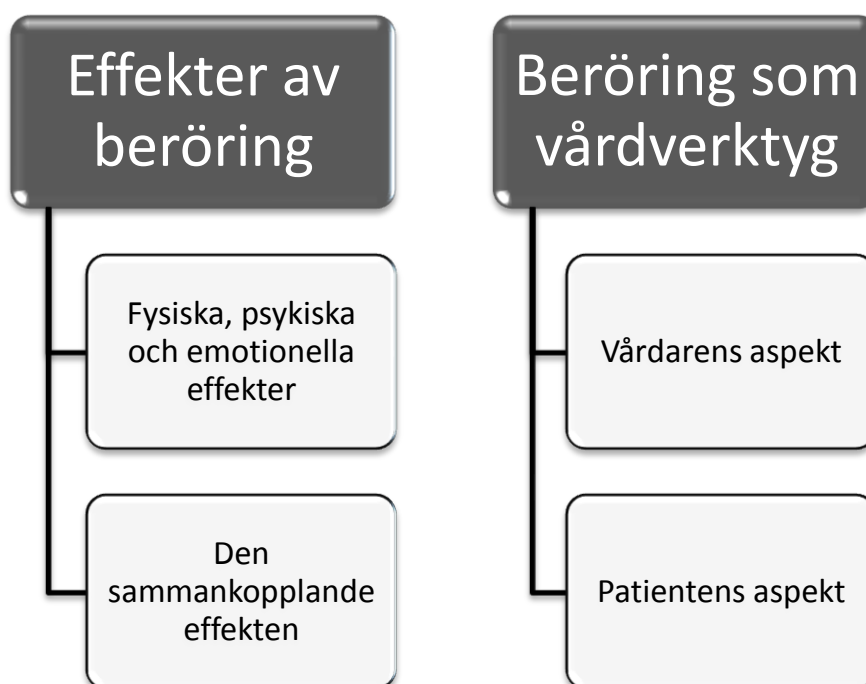 Effekter av
beröring
Fysiska, psykiska
och emotionella
effekter
Den
sammankopplande
effekten
Beröring som
vårdverktyg
Vårdarens aspekt
Patientens aspekt